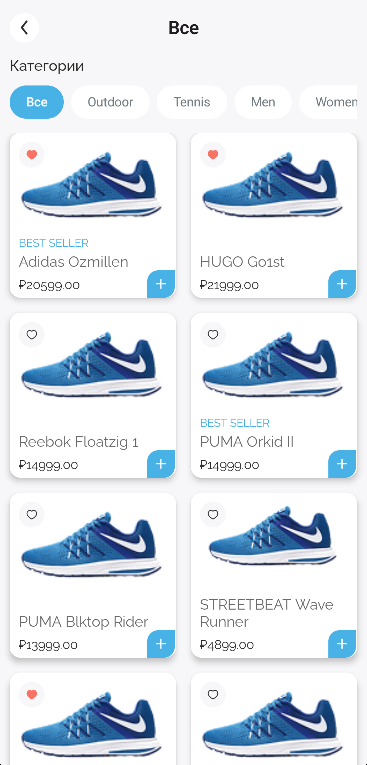 Все
Категории
Все
Outdoor
Tennis
Men
Women
BEST SELLER
Adidas Ozmillen
₽20599.00
HUGO Go1st
₽21999.00
Reebok Floatzig 1
₽14999.00
BEST SELLER
PUMA Orkid II
₽14999.00
PUMA Blktop Rider
₽13999.00
STREETBEAT Wave
Runner
₽4899.00